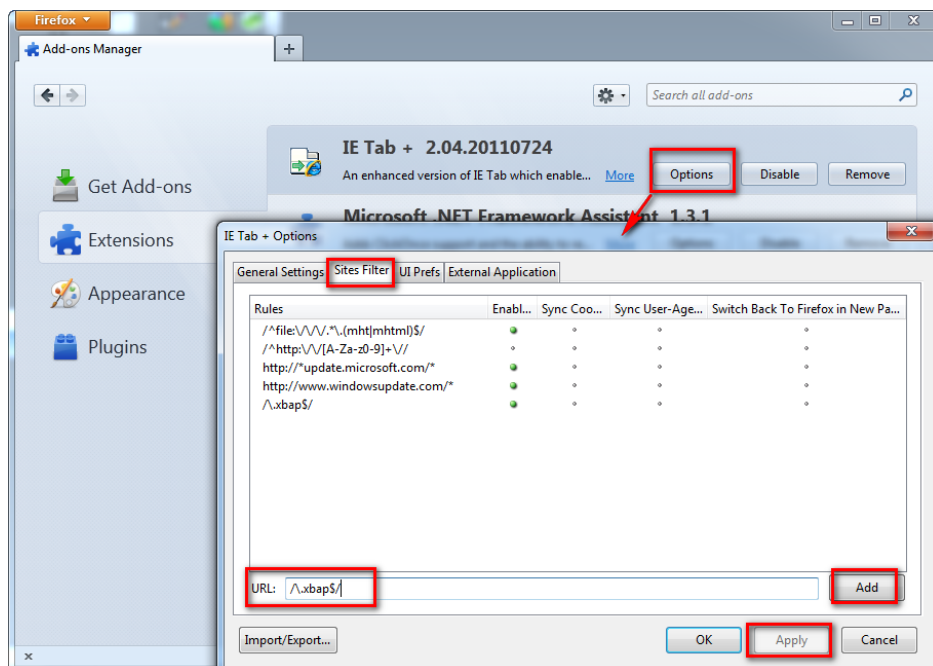 Firefox
Add-ons Manager
Search all add-ons
IE Tab + 2.04.20110724
An enhanced version of IE Tab which enable... More Options Disable Remove
Get Add-ons
Microsoft .NET Framework Assistant 1.3.1
Extensions
Appearance
Plugins
IE Tab + Options
General Settings Sites Filter UI Prefs External Application
Rules Enabl... Sync Coo... Sync User-Age... Switch Back To Firefox in New Pa...
/^file:\/\/\/.*\.(mht|mhtml)$/
/^http:\/\/[A-Za-z0-9]+\//
http://*update.microsoft.com/*
http://www.windowsupdate.com/*
/\.xbap$/
URL: /\.xbap$/ Add
Import/Export... OK Apply Cancel